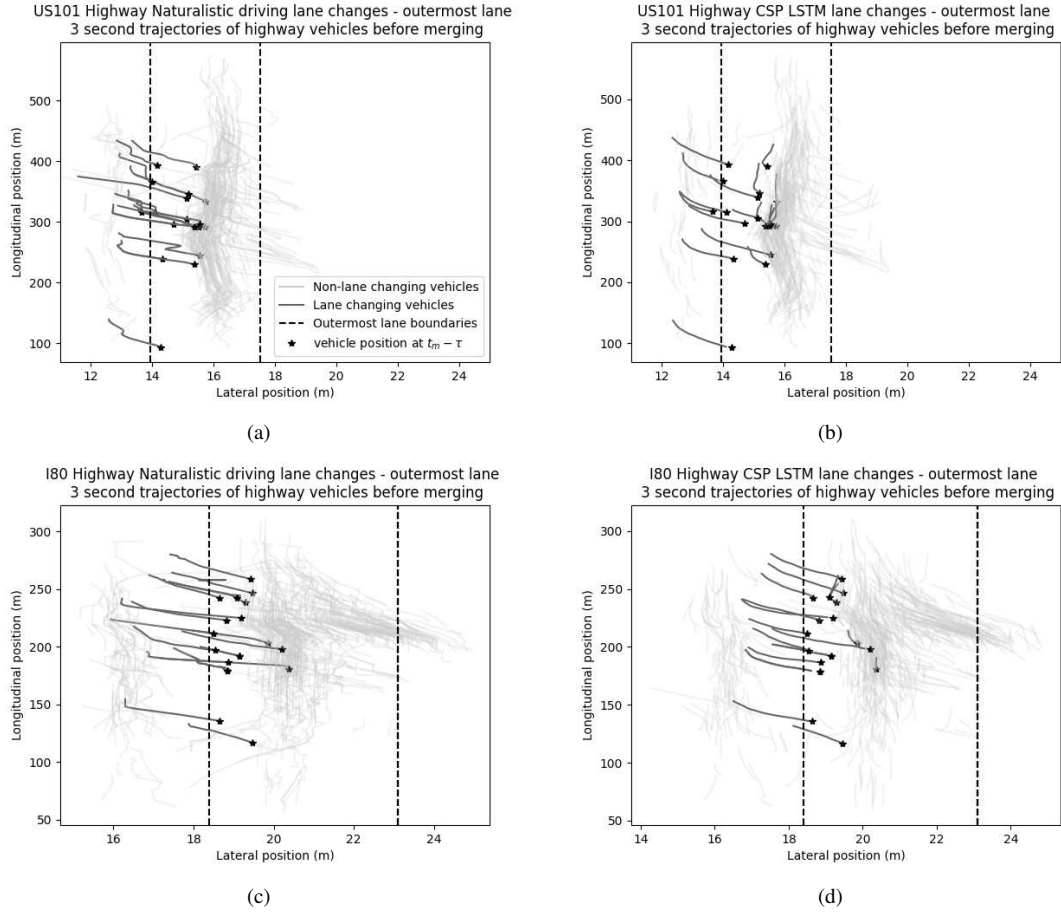 US101 Highway Naturalistic driving lane changes - outermost lane
3 second trajectories of highway vehicles before merging
500
400
300
200
100
Longitudinal position (m)
Non-lane changing vehicles
Lane changing vehicles
Outermost lane boundaries
vehicle position at tₘ − τ
12 14 16 18 20 22 24
Lateral position (m)
(a)
US101 Highway CSP LSTM lane changes - outermost lane
3 second trajectories of highway vehicles before merging
500
400
300
200
100
Longitudinal position (m)
12 14 16 18 20 22 24
Lateral position (m)
(b)
I80 Highway Naturalistic driving lane changes - outermost lane
3 second trajectories of highway vehicles before merging
300
250
200
150
100
50
Longitudinal position (m)
16 18 20 22 24
Lateral position (m)
(c)
I80 Highway CSP LSTM lane changes - outermost lane
3 second trajectories of highway vehicles before merging
300
250
200
150
100
50
Longitudinal position (m)
14 16 18 20 22 24
Lateral position (m)
(d)